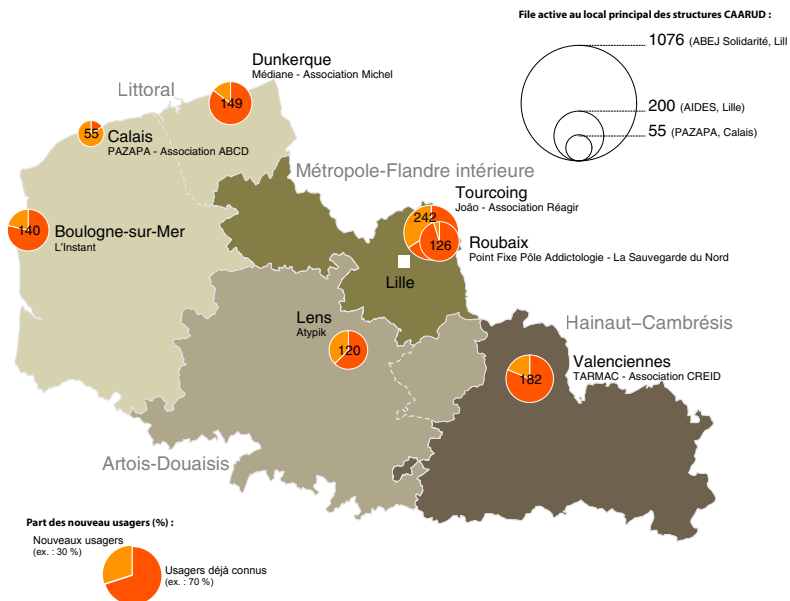 File active au local principal des structures CAARUD :
1076 (ABEJ Solidarité, Lill
200 (AIDES, Lille)
55 (PAZAPA, Calais)
Dunkerque
Médiane - Association Michel
Littoral
149
55
Calais
PAZAPA - Association ABCD
Métropole-Flandre intérieure
Tourcoing
João - Association Réagir
242
140
Boulogne-sur-Mer
L'Instant
126
Roubaix
Point Fixe Pôle Addictologie - La Sauvegarde du Nord
Lille
Lens
Atypik
120
Hainaut–Cambrésis
Valenciennes
TARMAC - Association CREID
182
Artois-Douaisis
Part des nouveau usagers (%) :
Nouveaux usagers
(ex. : 30 %)
Usagers déjà connus
(ex. : 70 %)